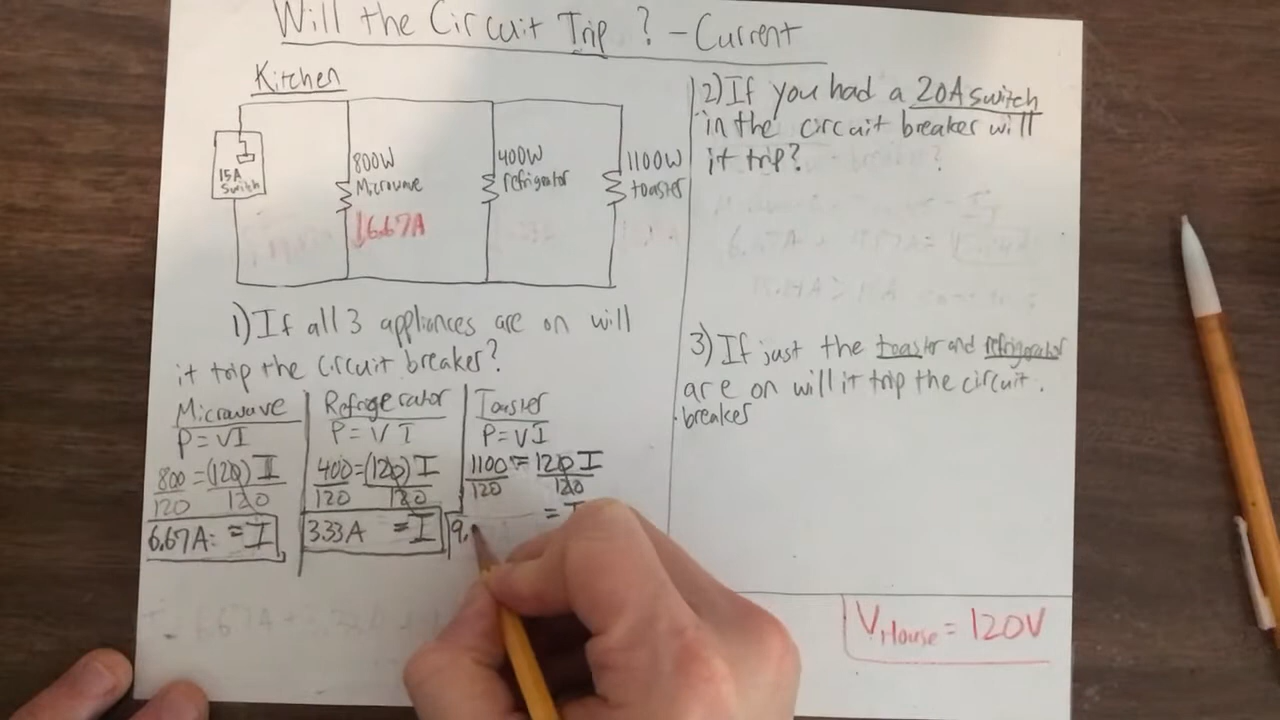 Will the Circuit Trip? - Current
Kitchen
15A
Switch
800W
Microwave
6.67A
400W
refrigrator
1100W
toaster
1) If all 3 appliances are on will
it trip the circuit breaker?
Microwave
P=VI
800=(120)I
120 120
6.67A = I
Refrigerator
P=VI
400=(120)I
120 120
3.33A = I
Toaster
P=VI
1100=120I
120 120
9. =
2) If you had a 20A switch
in the circuit breaker will
it trip?
3) If just the toaster and refrigerator
are on will it trip the circuit.
breaker
VHouse = 120V